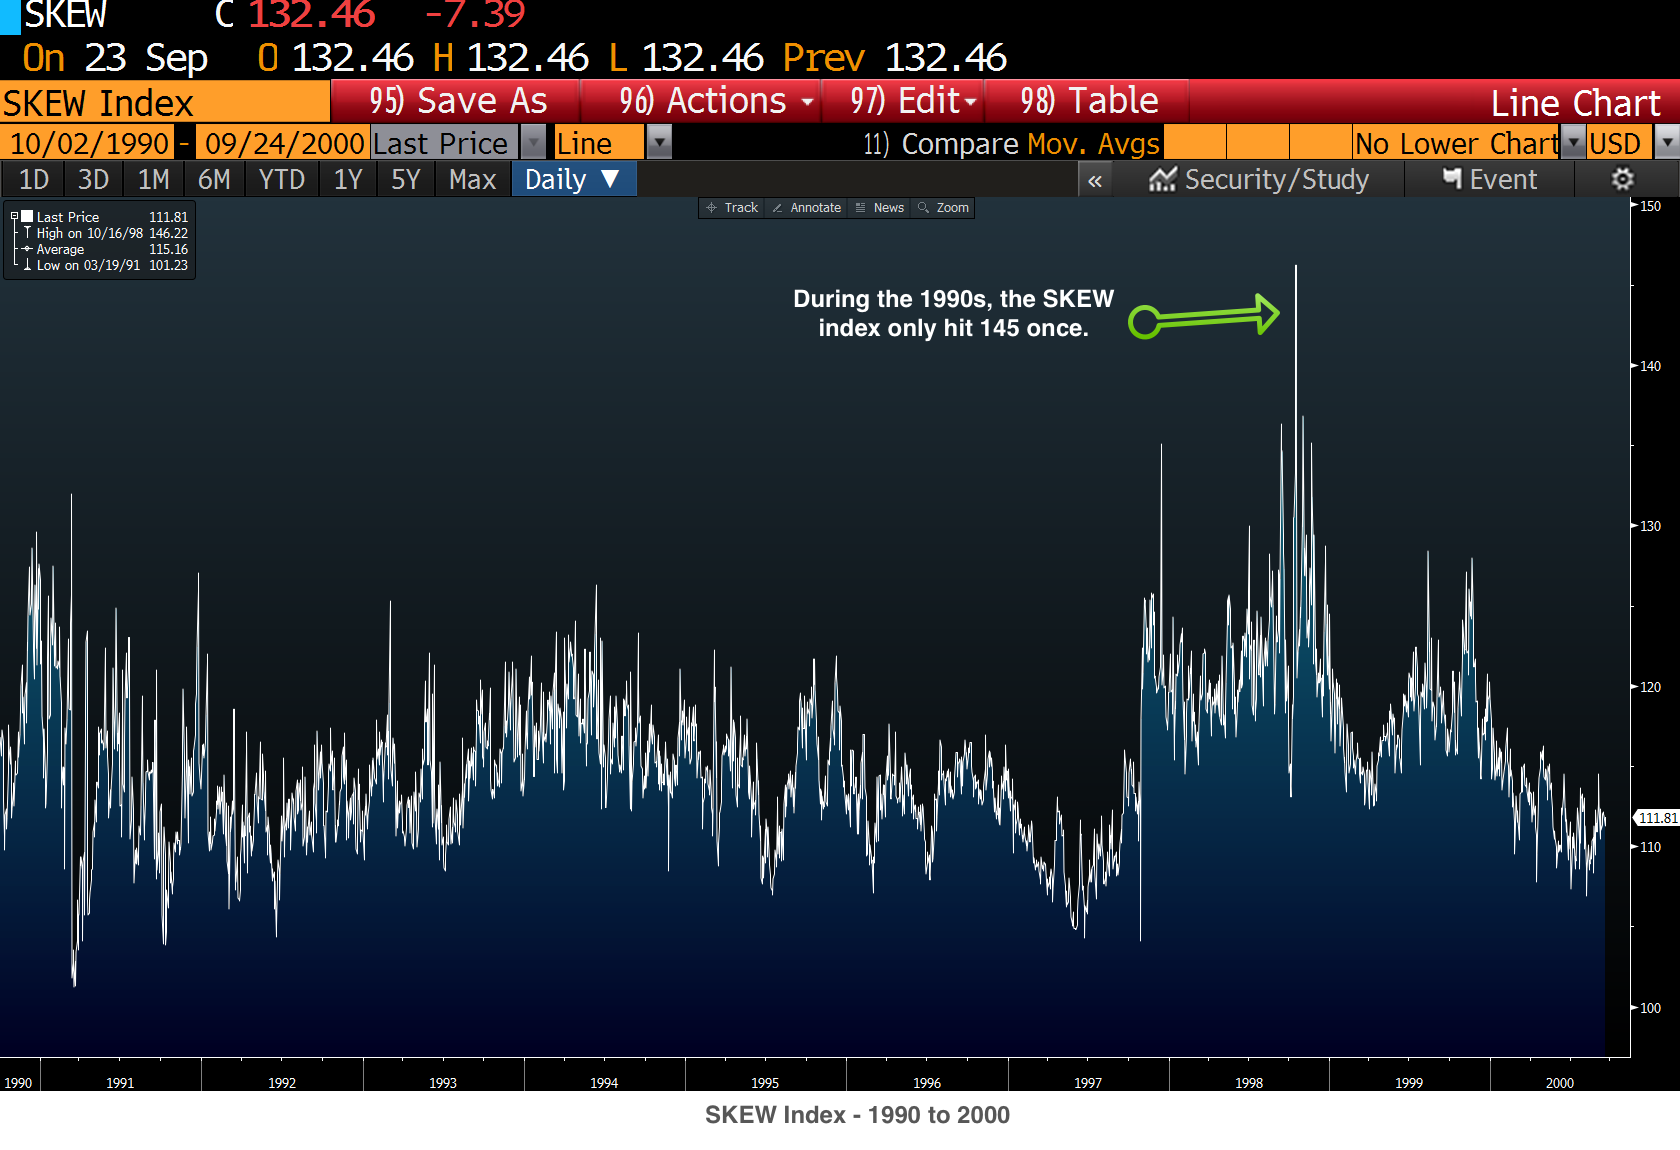 SKEW C 132.46 -7.39
On 23 Sep O 132.46 H 132.46 L 132.46 Prev 132.46
SKEW Index 95) Save As 96) Actions 97) Edit 98) Table Line Chart
10/02/1990 - 09/24/2000 Last Price Line 11) Compare Mov. Avgs No Lower Chart USD
1D 3D 1M 6M YTD 1Y 5Y Max Daily ▼ « Security/Study Event
Track Annotate News Zoom
Last Price 111.81
High on 10/16/98 146.22
Average 115.16
Low on 03/19/91 101.23
During the 1990s, the SKEW
index only hit 145 once.
150
140
130
120
111.81
110
100
1990 1991 1992 1993 1994 1995 1996 1997 1998 1999 2000
SKEW Index - 1990 to 2000